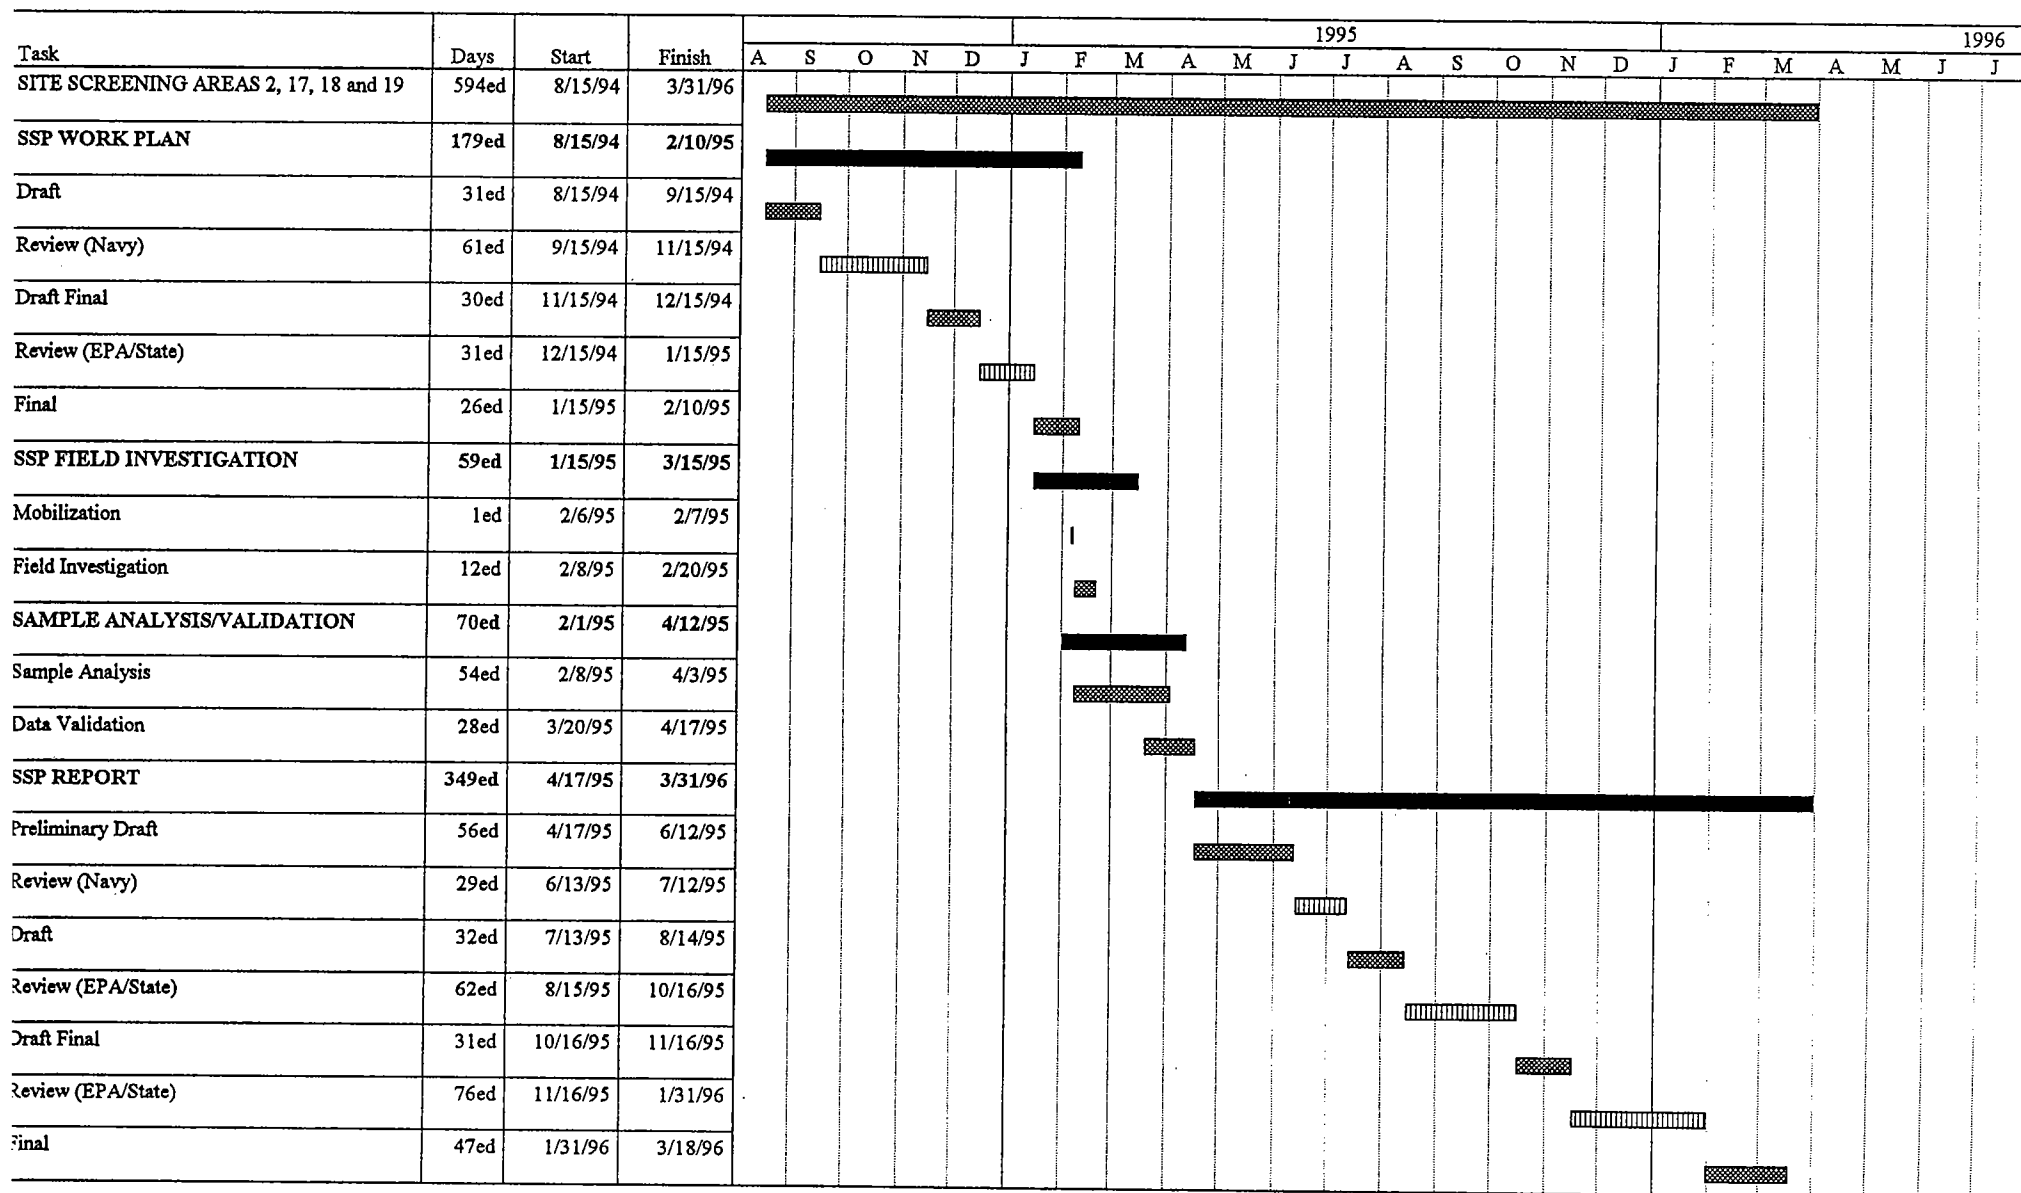 1995 1996
Task Days Start Finish A S O N D J F M A M J J A S O N D J F M A M J J
SITE SCREENING AREAS 2, 17, 18 and 19 594ed 8/15/94 3/31/96
SSP WORK PLAN 179ed 8/15/94 2/10/95
Draft 31ed 8/15/94 9/15/94
Review (Navy) 61ed 9/15/94 11/15/94
Draft Final 30ed 11/15/94 12/15/94
Review (EPA/State) 31ed 12/15/94 1/15/95
Final 26ed 1/15/95 2/10/95
SSP FIELD INVESTIGATION 59ed 1/15/95 3/15/95
Mobilization 1ed 2/6/95 2/7/95
Field Investigation 12ed 2/8/95 2/20/95
SAMPLE ANALYSIS/VALIDATION 70ed 2/1/95 4/12/95
Sample Analysis 54ed 2/8/95 4/3/95
Data Validation 28ed 3/20/95 4/17/95
SSP REPORT 349ed 4/17/95 3/31/96
Preliminary Draft 56ed 4/17/95 6/12/95
Review (Navy) 29ed 6/13/95 7/12/95
Draft 32ed 7/13/95 8/14/95
Review (EPA/State) 62ed 8/15/95 10/16/95
Draft Final 31ed 10/16/95 11/16/95
Review (EPA/State) 76ed 11/16/95 1/31/96
Final 47ed 1/31/96 3/18/96